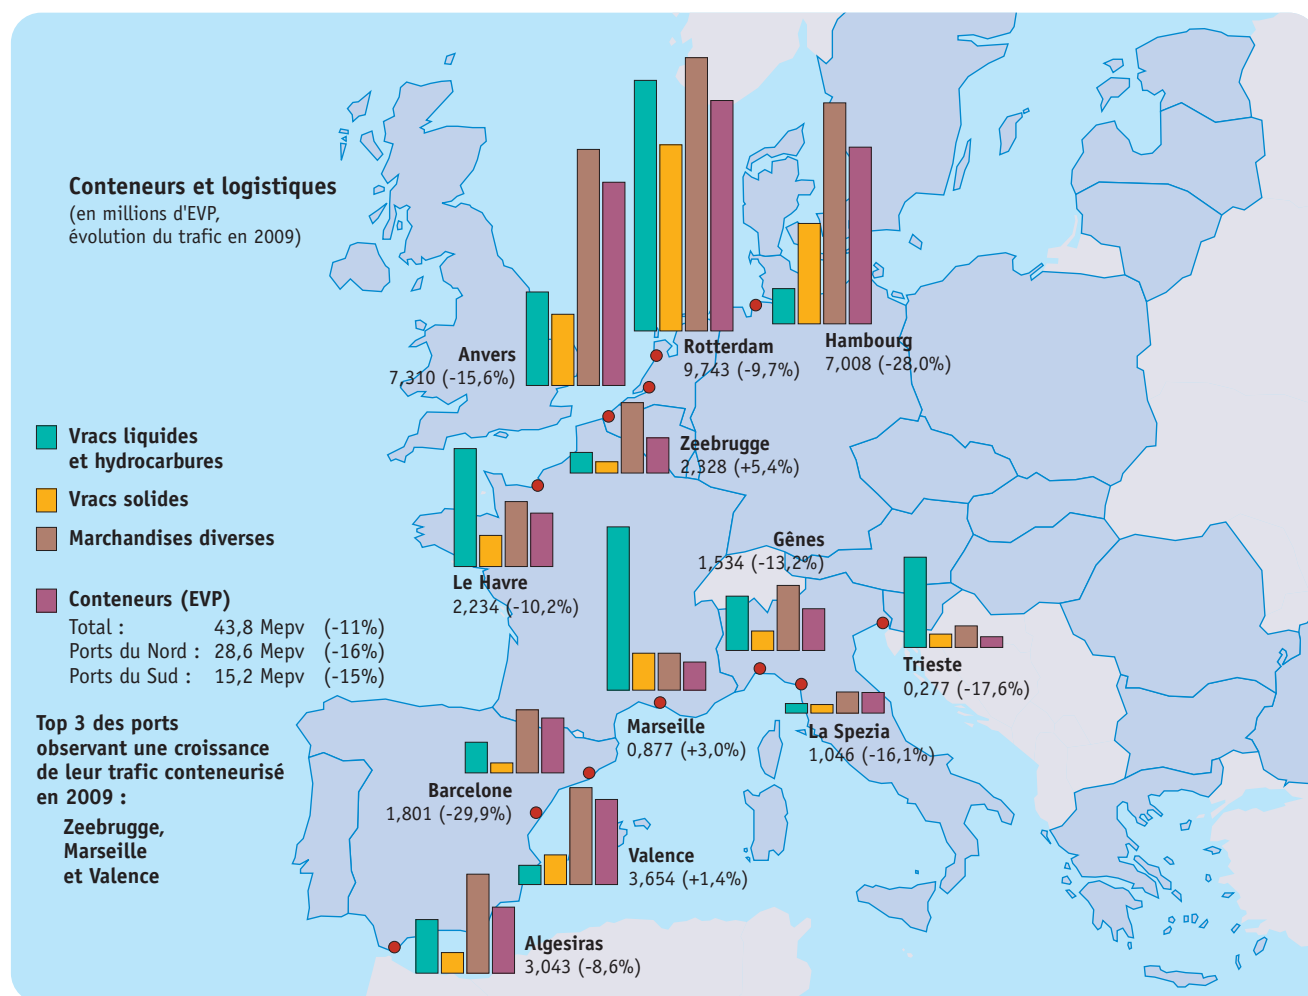 Conteneurs et logistiques
(en millions d'EVP,
évolution du trafic en 2009)
Anvers
7,310 (-15,6%)
Rotterdam
9,743 (-9,7%)
Hambourg
7,008 (-28,0%)
Vracs liquides
et hydrocarbures
Vracs solides
Marchandises diverses
Conteneurs (EVP)
Total : 43,8 Mepv (-11%)
Ports du Nord : 28,6 Mepv (-16%)
Ports du Sud : 15,2 Mepv (-15%)
Top 3 des ports
observant une croissance
de leur trafic conteneurisé
en 2009 :
Zeebrugge,
Marseille
et Valence
Zeebrugge
2,328 (+5,4%)
Le Havre
2,234 (-10,2%)
Gênes
1,534 (-13,2%)
Trieste
0,277 (-17,6%)
Marseille
0,877 (+3,0%)
La Spezia
1,046 (-16,1%)
Barcelone
1,801 (-29,9%)
Valence
3,654 (+1,4%)
Algesiras
3,043 (-8,6%)